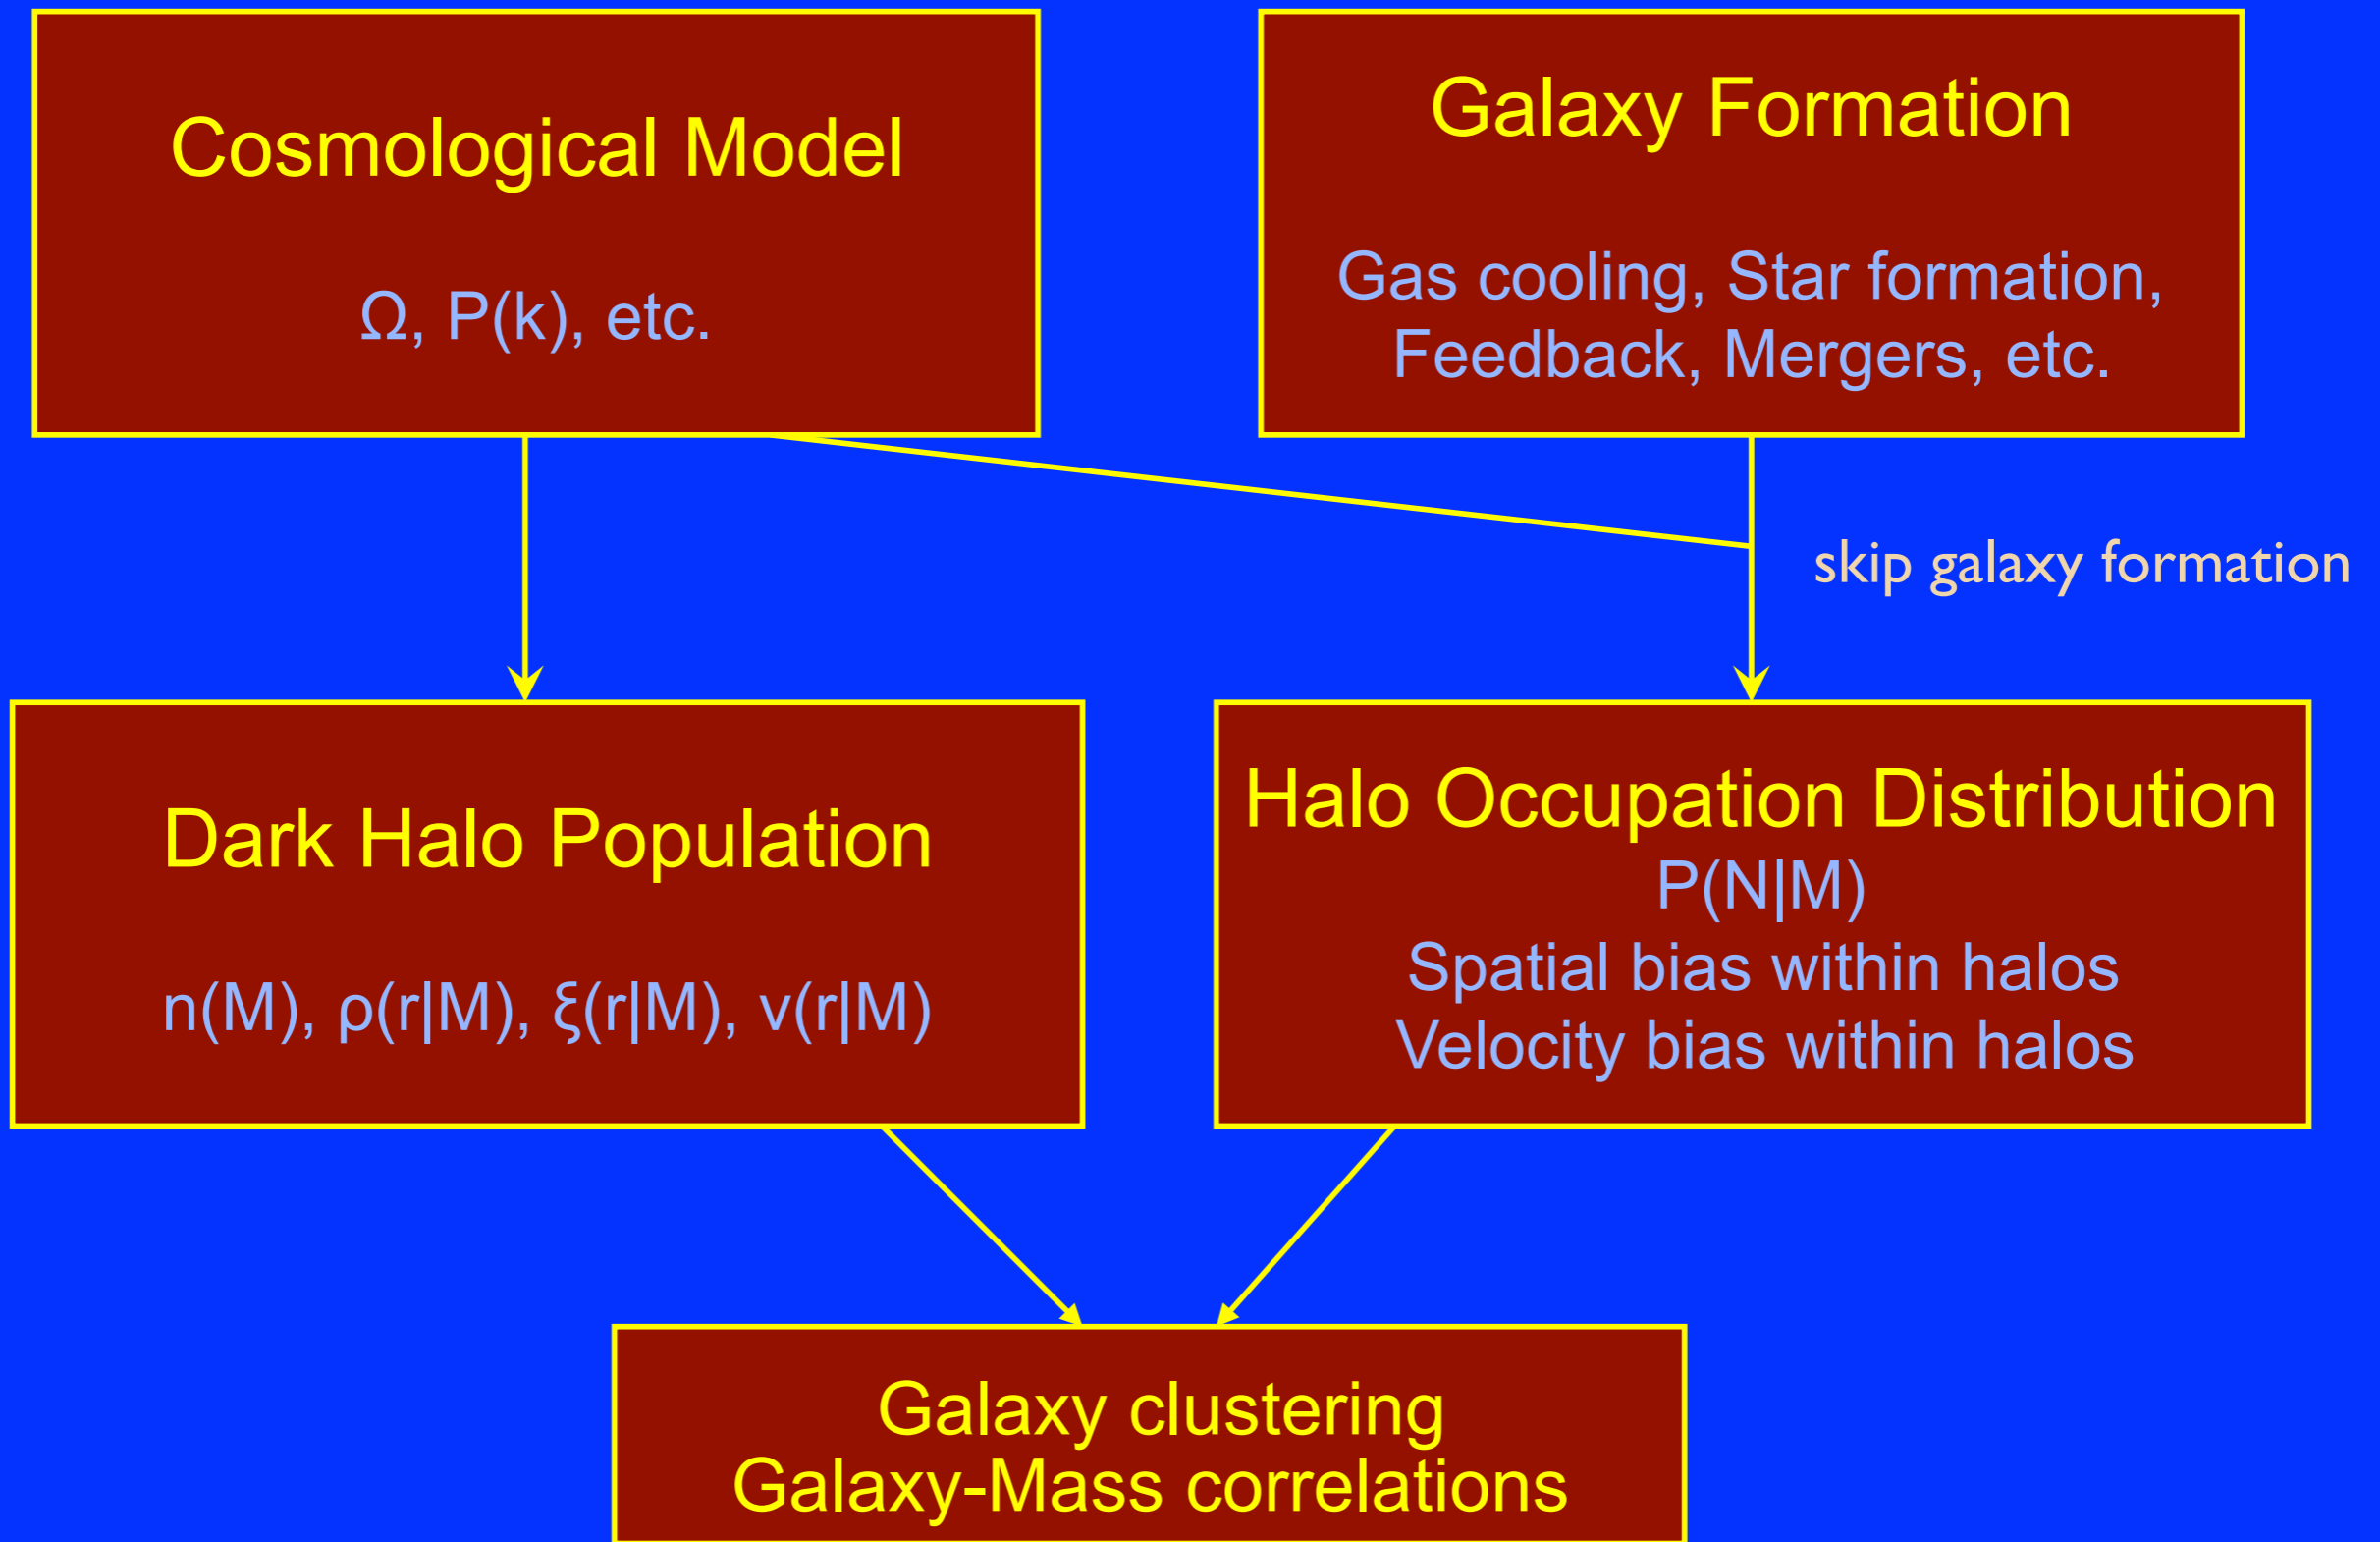 Cosmological Model
Ω, P(k), etc.
Galaxy Formation
Gas cooling, Star formation,
Feedback, Mergers, etc.
skip galaxy formation
Dark Halo Population
n(M), ρ(r|M), ξ(r|M), v(r|M)
Halo Occupation Distribution
P(N|M)
Spatial bias within halos
Velocity bias within halos
Galaxy clustering
Galaxy-Mass correlations